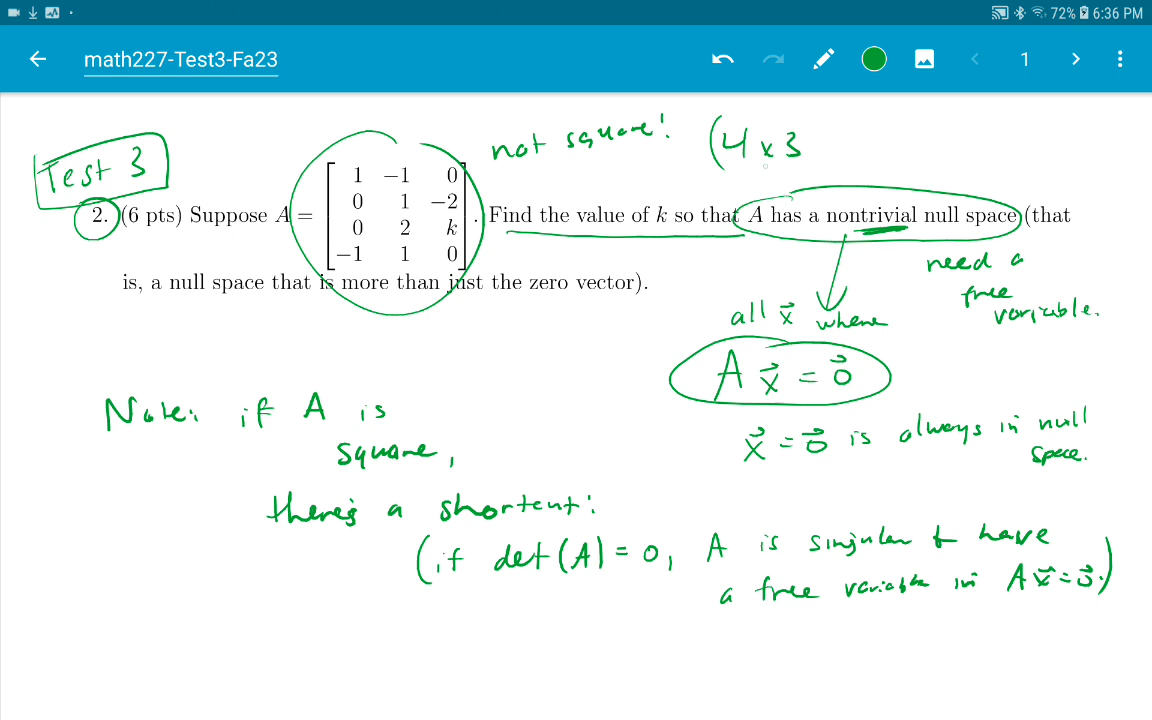 72% 6:36 PM
math227-Test3-Fa23
1
Test 3
not square! (4 x 3
2. (6 pts) Suppose A = [ 1 −1 0
0 1 −2
0 2 k
−1 1 0 ]. Find the value of k so that A has a nontrivial null space (that
is, a null space that is more than just the zero vector).
need a
free
variable.
all x⃗ where
A x⃗ = 0⃗
x⃗ = 0⃗ is always in null
space.
Note: if A is
square,
there's a shortcut:
(if det(A) = 0, A is singular & have
a free variable in A x⃗ = 0⃗.)